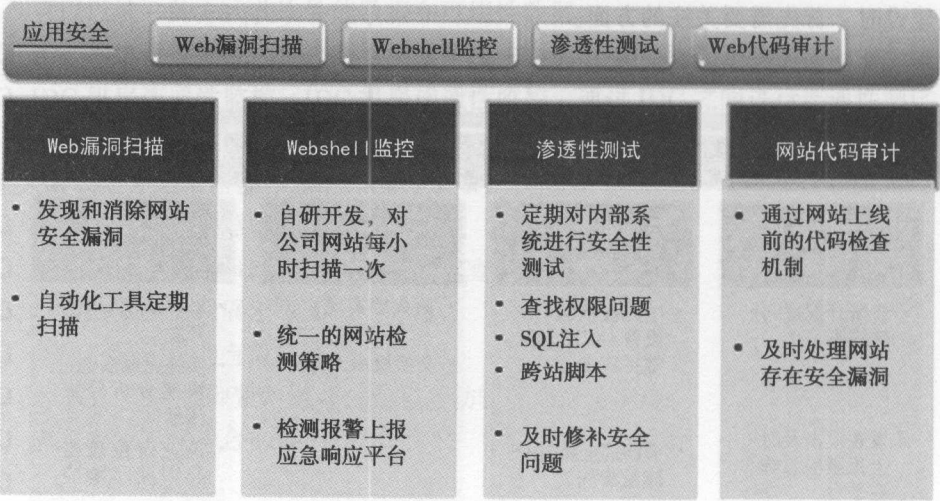 应用安全
Web漏洞扫描
Webshell监控
渗透性测试
Web代码审计
Web漏洞扫描
• 发现和消除网站
安全漏洞
• 自动化工具定期
扫描
Webshell监控
• 自研开发，对
公司网站每小
时扫描一次
• 统一的网站检
测策略
• 检测报警上报
应急响应平台
渗透性测试
• 定期对内部系
统进行安全性
测试
• 查找权限问题
• SQL注入
• 跨站脚本
• 及时修补安全
问题
网站代码审计
• 通过网站上线
前的代码检查
机制
• 及时处理网站
存在安全漏洞